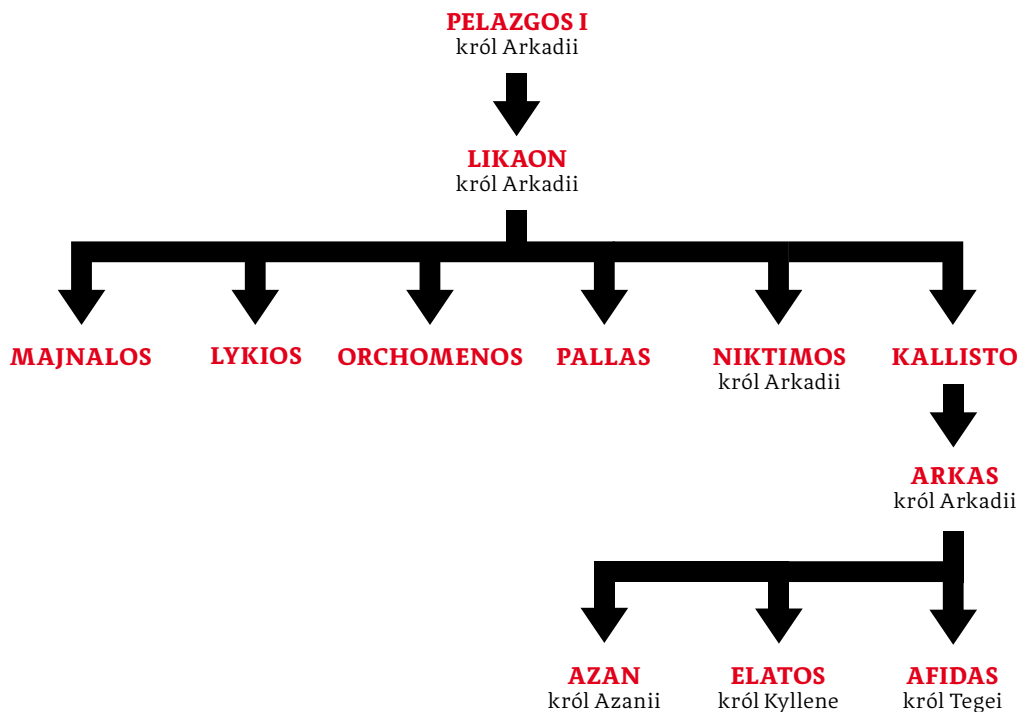 PELAZGOS I
król Arkadii
LIKAON
król Arkadii
MAJNALOS
LYKIOS
ORCHOMENOS
PALLAS
NIKTIMOS
król Arkadii
KALLISTO
ARKAS
król Arkadii
AZAN
król Azanii
ELATOS
król Kyllene
AFIDAS
król Tegei